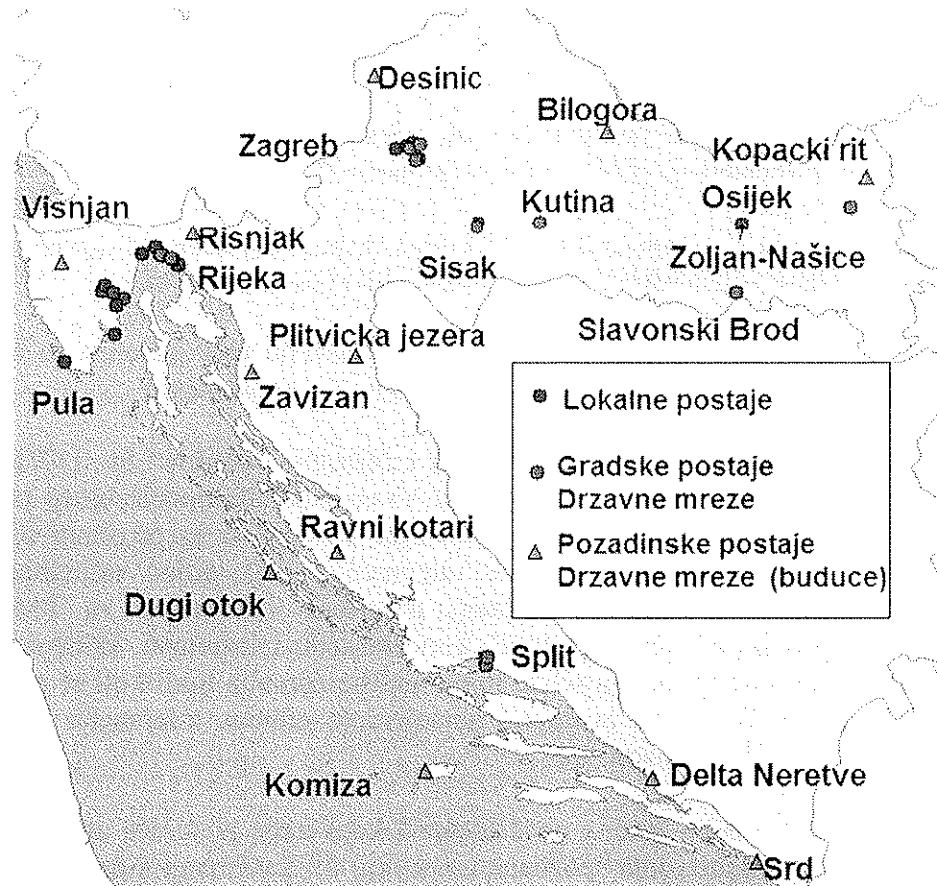 Desinic
Bilogora
Zagreb
Kopacki rit
Visnjan
Kutina
Osijek
Risnjak
Sisak
Zoljan-Našice
Rijeka
Slavonski Brod
Plitvicka jezera
Zavizan
Pula
Lokalne postaje
Gradske postaje
Drzavne mreze
Ravni kotari
Pozadinske postaje
Drzavne mreze (buduce)
Dugi otok
Split
Komiza
Delta Neretve
Srd